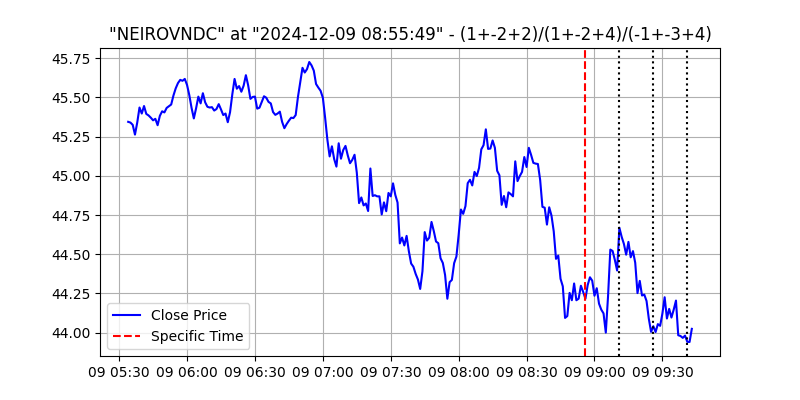 "NEIROVNDC" at "2024-12-09 08:55:49" - (1+-2+2)/(1+-2+4)/(-1+-3+4)
45.75
45.50
45.25
45.00
44.75
44.50
44.25
44.00
Close Price
Specific Time
09 05:30 09 06:00 09 06:30 09 07:00 09 07:30 09 08:00 09 08:30 09 09:00 09 09:30